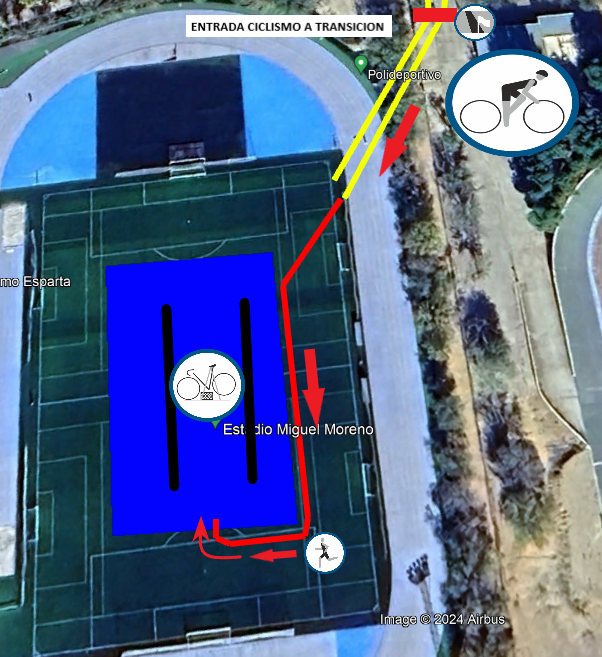 ENTRADA CICLISMO A TRANSICION
Polideportivo
mo Esparta
Estadio Miguel Moreno
Image © 2024 Airbus